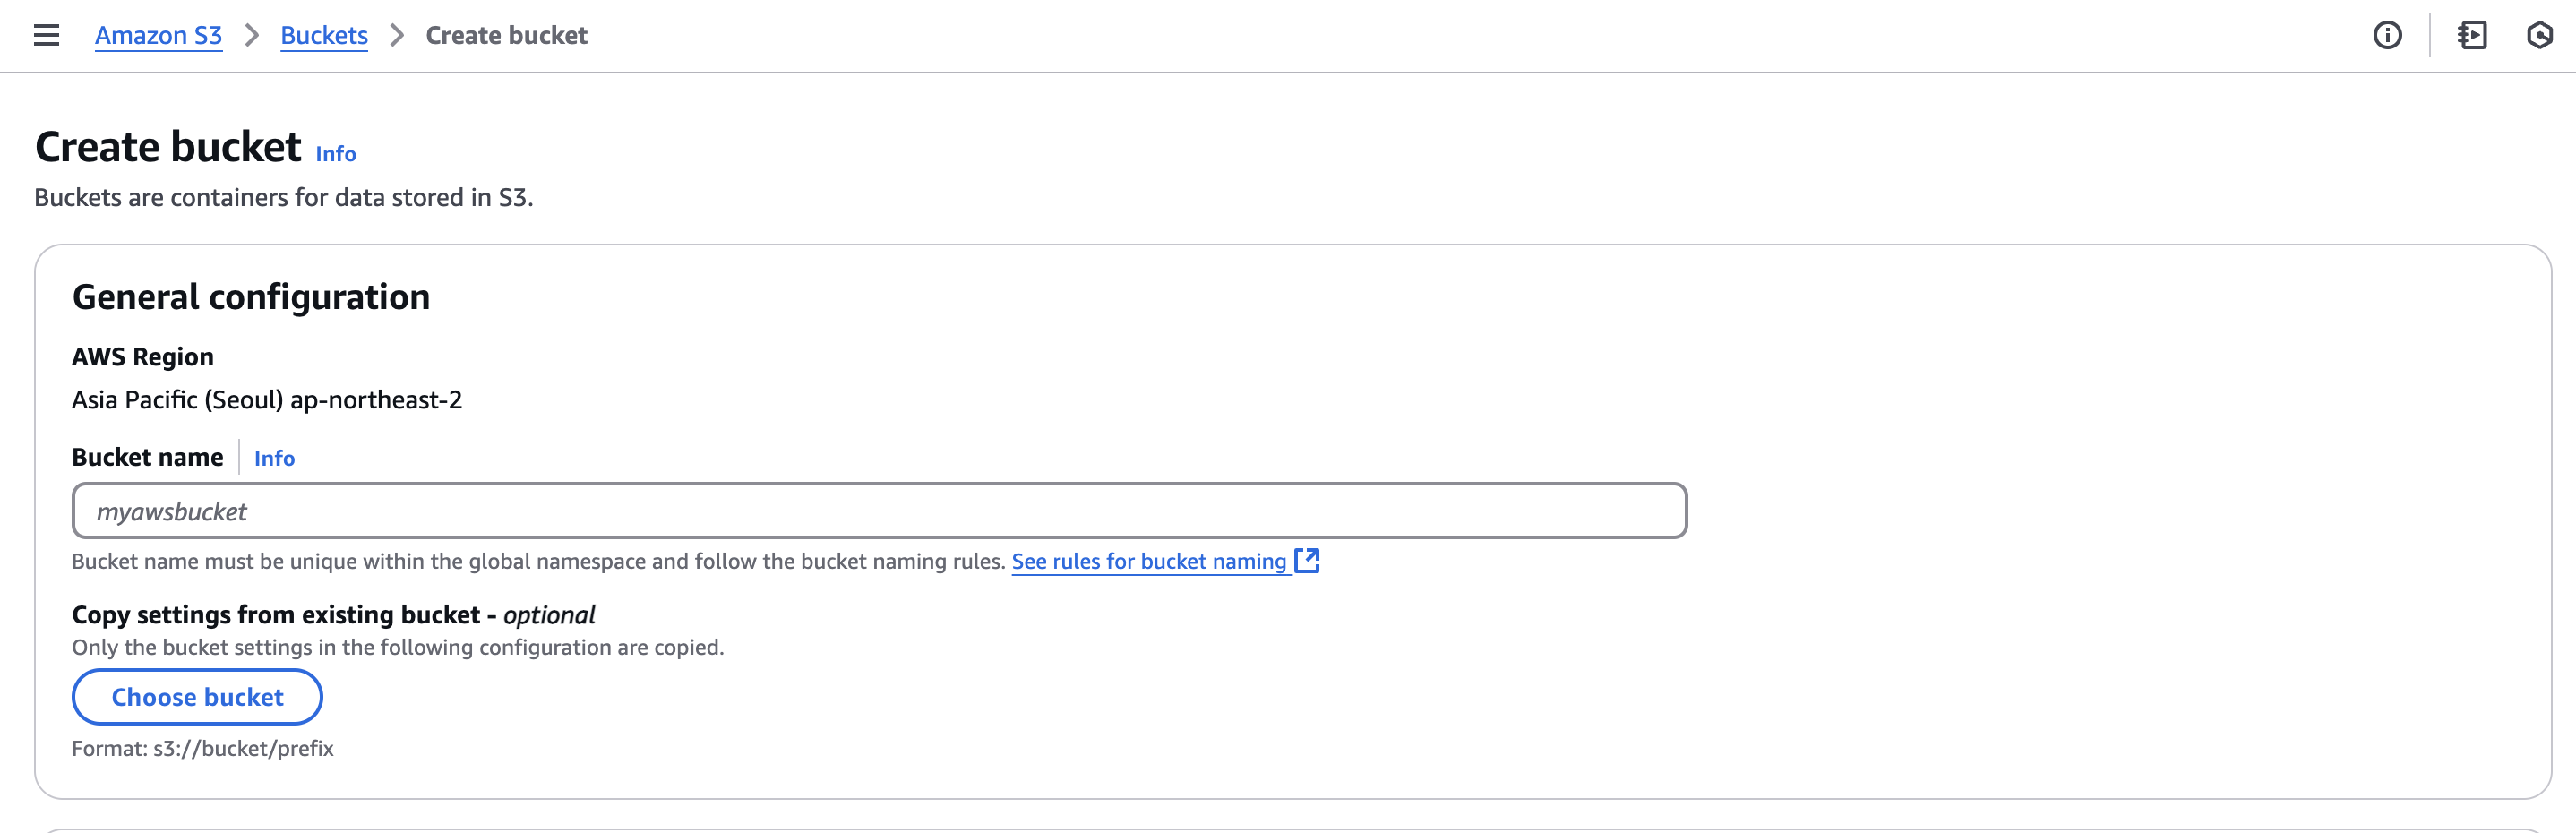 Amazon S3 > Buckets > Create bucket
Create bucket Info
Buckets are containers for data stored in S3.
General configuration
AWS Region
Asia Pacific (Seoul) ap-northeast-2
Bucket name Info
myawsbucket
Bucket name must be unique within the global namespace and follow the bucket naming rules. See rules for bucket naming
Copy settings from existing bucket - optional
Only the bucket settings in the following configuration are copied.
Choose bucket
Format: s3://bucket/prefix